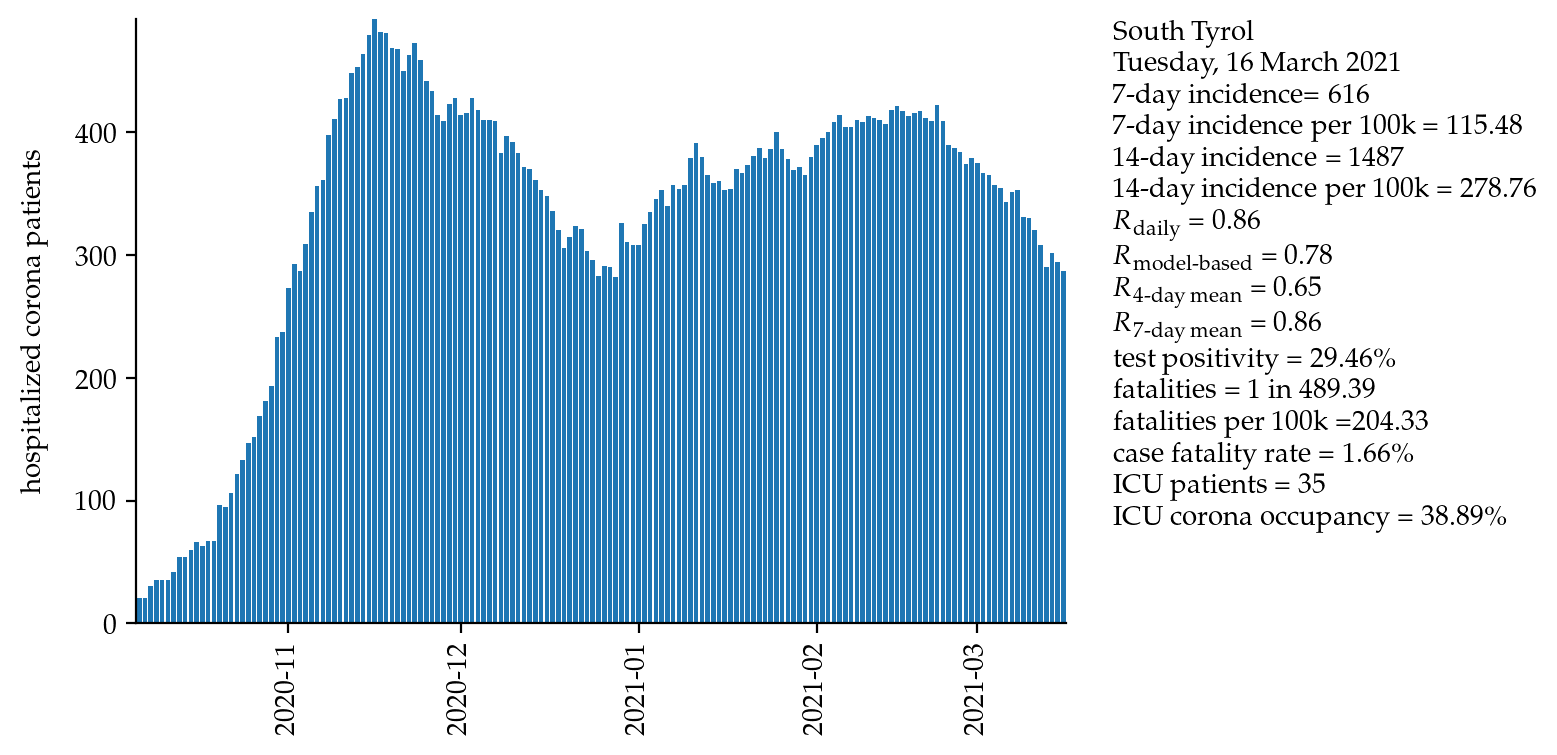 hospitalized corona patients
400
300
200
100
0
2020-11
2020-12
2021-01
2021-02
2021-03
South Tyrol
Tuesday, 16 March 2021
7-day incidence= 616
7-day incidence per 100k = 115.48
14-day incidence = 1487
14-day incidence per 100k = 278.76
Rdaily = 0.86
Rmodel-based = 0.78
R4-day mean = 0.65
R7-day mean = 0.86
test positivity = 29.46%
fatalities = 1 in 489.39
fatalities per 100k =204.33
case fatality rate = 1.66%
ICU patients = 35
ICU corona occupancy = 38.89%